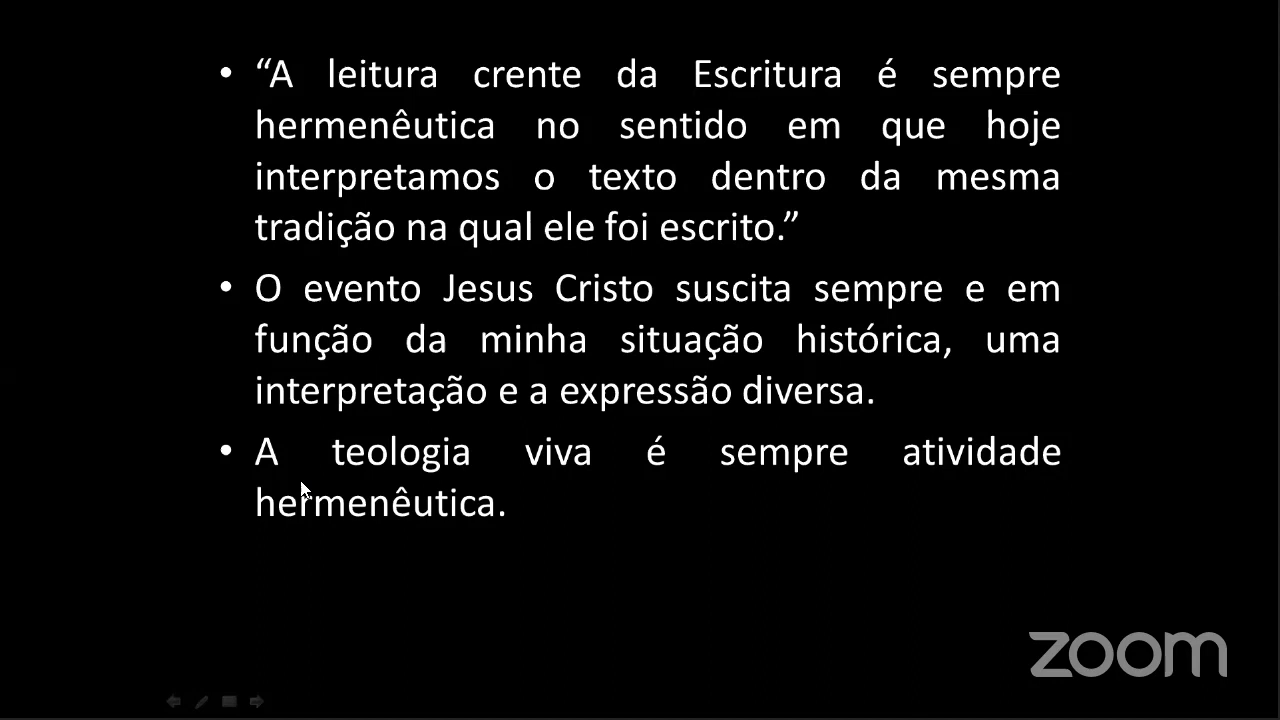 • “A leitura crente da Escritura é sempre
hermenêutica no sentido em que hoje
interpretamos o texto dentro da mesma
tradição na qual ele foi escrito.”
• O evento Jesus Cristo suscita sempre e em
função da minha situação histórica, uma
interpretação e a expressão diversa.
• A teologia viva é sempre atividade
hermenêutica.
zoom